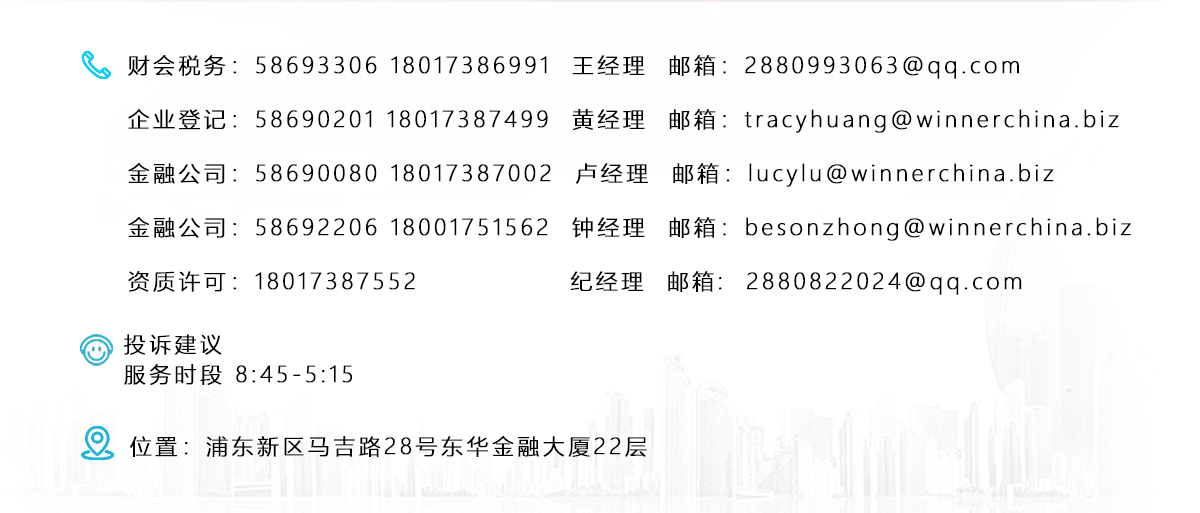 财会税务：58693306 18017386991 王经理 邮箱：2880993063@qq.com
企业登记：58690201 18017387499 黄经理 邮箱：tracyhuang@winnerchina.biz
金融公司：58690080 18017387002 卢经理 邮箱：lucylu@winnerchina.biz
金融公司：58692206 18001751562 钟经理 邮箱：besonzhong@winnerchina.biz
资质许可：18017387552 纪经理 邮箱：2880822024@qq.com
投诉建议
服务时段 8:45-5:15
位置：浦东新区马吉路28号东华金融大厦22层